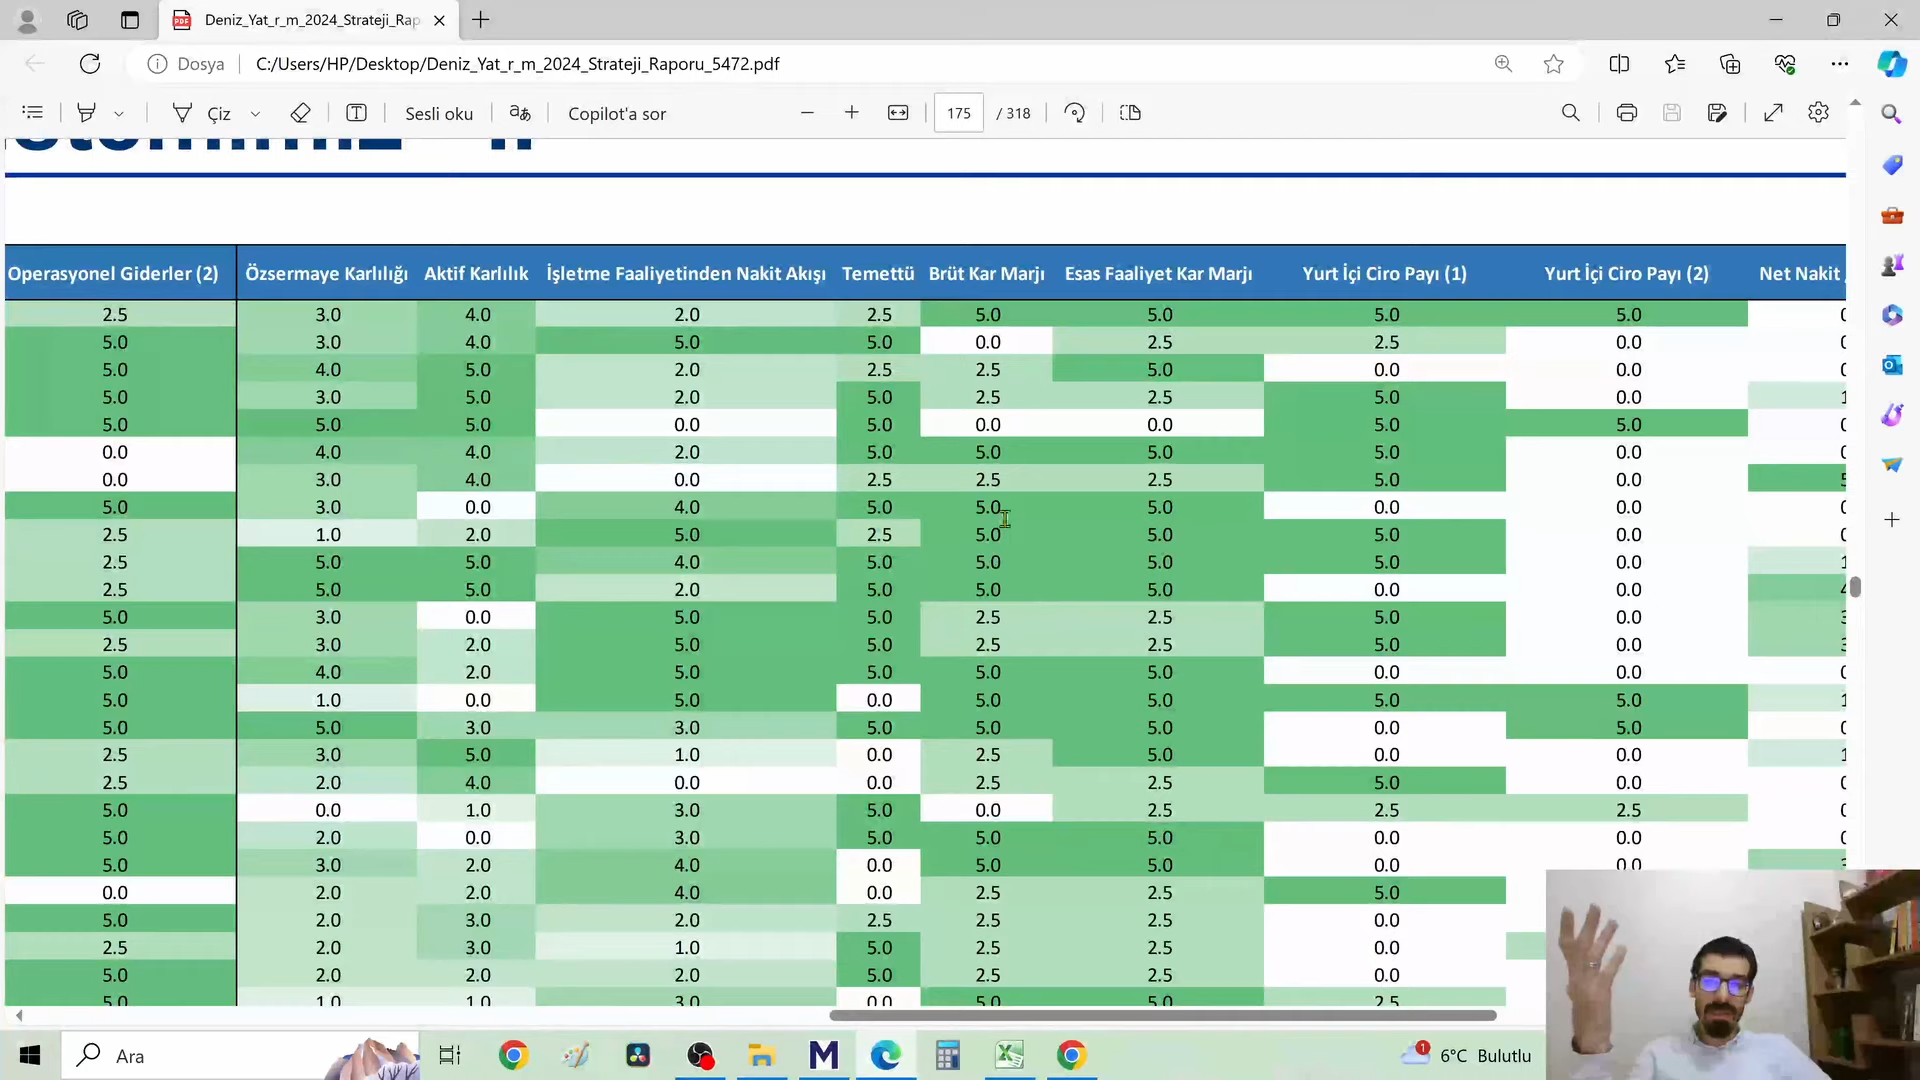 Deniz_Yat_r_m_2024_Strateji_Rap
Dosya
C:/Users/HP/Desktop/Deniz_Yat_r_m_2024_Strateji_Raporu_5472.pdf
Çiz
Sesli oku
aあ
Copilot'a sor
175 / 318
Operasyonel Giderler (2) Özsermaye Karlılığı Aktif Karlılık İşletme Faaliyetinden Nakit Akışı Temettü Brüt Kar Marjı Esas Faaliyet Kar Marjı Yurt İçi Ciro Payı (1) Yurt İçi Ciro Payı (2) Net Nakit
2.5 3.0 4.0 2.0 2.5 5.0 5.0 5.0 5.0
5.0 3.0 4.0 5.0 5.0 0.0 2.5 2.5 0.0
5.0 4.0 5.0 2.0 2.5 2.5 5.0 0.0 0.0
5.0 3.0 5.0 2.0 5.0 2.5 2.5 5.0 0.0
5.0 5.0 5.0 0.0 5.0 0.0 0.0 5.0 5.0
0.0 4.0 4.0 2.0 5.0 5.0 5.0 5.0 0.0
0.0 3.0 4.0 0.0 2.5 2.5 2.5 5.0 0.0
5.0 3.0 0.0 4.0 5.0 5.0 5.0 0.0 0.0
2.5 1.0 2.0 5.0 2.5 5.0 5.0 5.0 0.0
2.5 5.0 5.0 4.0 5.0 5.0 5.0 5.0 0.0
2.5 5.0 5.0 2.0 5.0 5.0 5.0 0.0 0.0
5.0 3.0 0.0 5.0 5.0 2.5 2.5 5.0 0.0
2.5 3.0 2.0 5.0 5.0 2.5 2.5 5.0 0.0
5.0 4.0 2.0 5.0 5.0 5.0 5.0 0.0 0.0
5.0 1.0 0.0 5.0 0.0 5.0 5.0 5.0 5.0
5.0 5.0 3.0 3.0 5.0 5.0 5.0 0.0 5.0
2.5 3.0 5.0 1.0 0.0 2.5 5.0 0.0 0.0
2.5 2.0 4.0 0.0 0.0 2.5 2.5 5.0 0.0
5.0 0.0 1.0 3.0 5.0 0.0 2.5 2.5 2.5
5.0 2.0 0.0 3.0 5.0 5.0 5.0 0.0 0.0
5.0 3.0 2.0 4.0 0.0 5.0 5.0 0.0 0.0
0.0 2.0 2.0 4.0 0.0 2.5 2.5 5.0
5.0 2.0 3.0 2.0 2.5 2.5 2.5 0.0
2.5 2.0 3.0 1.0 5.0 2.5 2.5 0.0
5.0 2.0 2.0 2.0 5.0 2.5 2.5 0.0
5.0 1.0 1.0 3.0 0.0 5.0 5.0 2.5
Ara
1
6°C Bulutlu